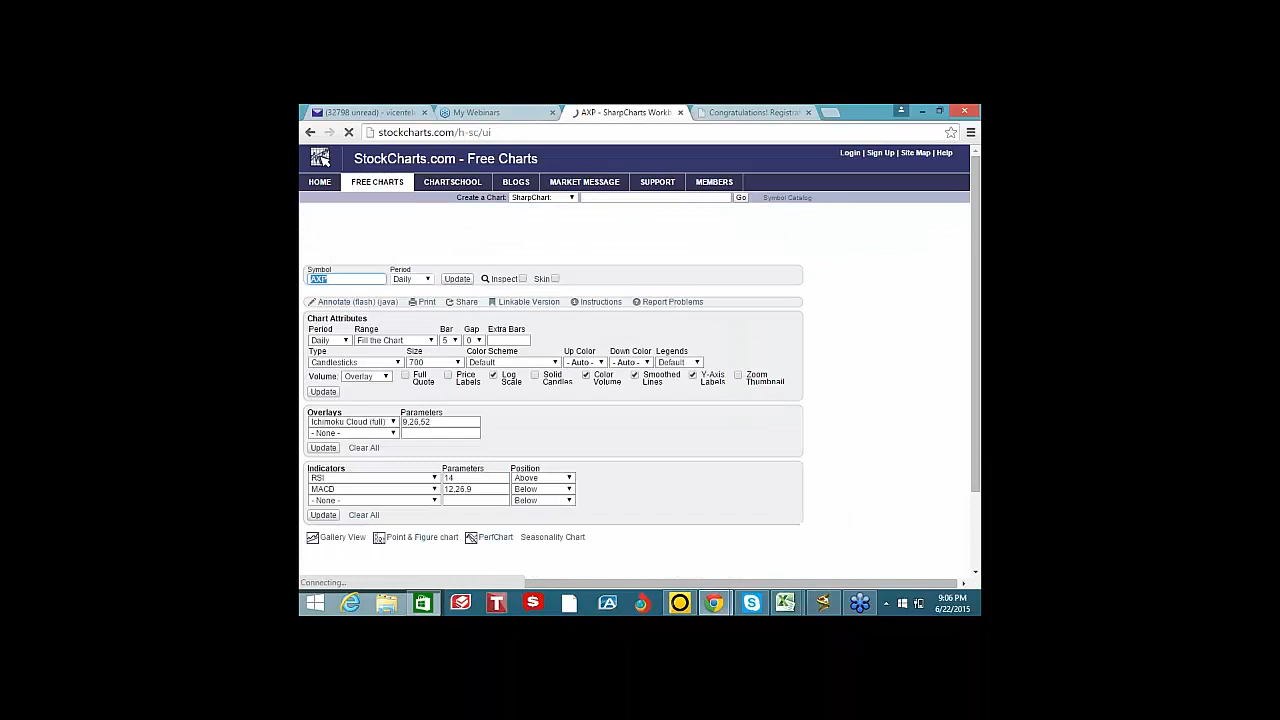 (32798 unread) - vicentel
My Webinars
AXP - SharpCharts Workb
Congratulations! Registra
stockcharts.com/h-sc/ui
StockCharts.com - Free Charts
Login | Sign Up | Site Map | Help
HOME FREE CHARTS CHARTSCHOOL BLOGS MARKET MESSAGE SUPPORT MEMBERS
Create a Chart: SharpChart: Go Symbol Catalog
Symbol Period
AXP Daily Update Inspect Skin
Annotate (flash) (java) Print Share Linkable Version Instructions Report Problems
Chart Attributes
Period Range Bar Gap Extra Bars
Daily Fill the Chart 5 0
Type Size Color Scheme Up Color Down Color Legends
Candlesticks 700 Default - Auto - - Auto - Default
Volume: Overlay Full Quote Price Labels Log Scale Solid Candles Color Volume Smoothed Lines Y-Axis Labels Zoom Thumbnail
Update
Overlays Parameters
Ichimoku Cloud (full) 9,26,52
- None -
Update Clear All
Indicators Parameters Position
RSI 14 Above
MACD 12,26,9 Below
- None - Below
Update Clear All
Gallery View Point & Figure chart PerfChart Seasonality Chart
Connecting...
9:06 PM
6/22/2015